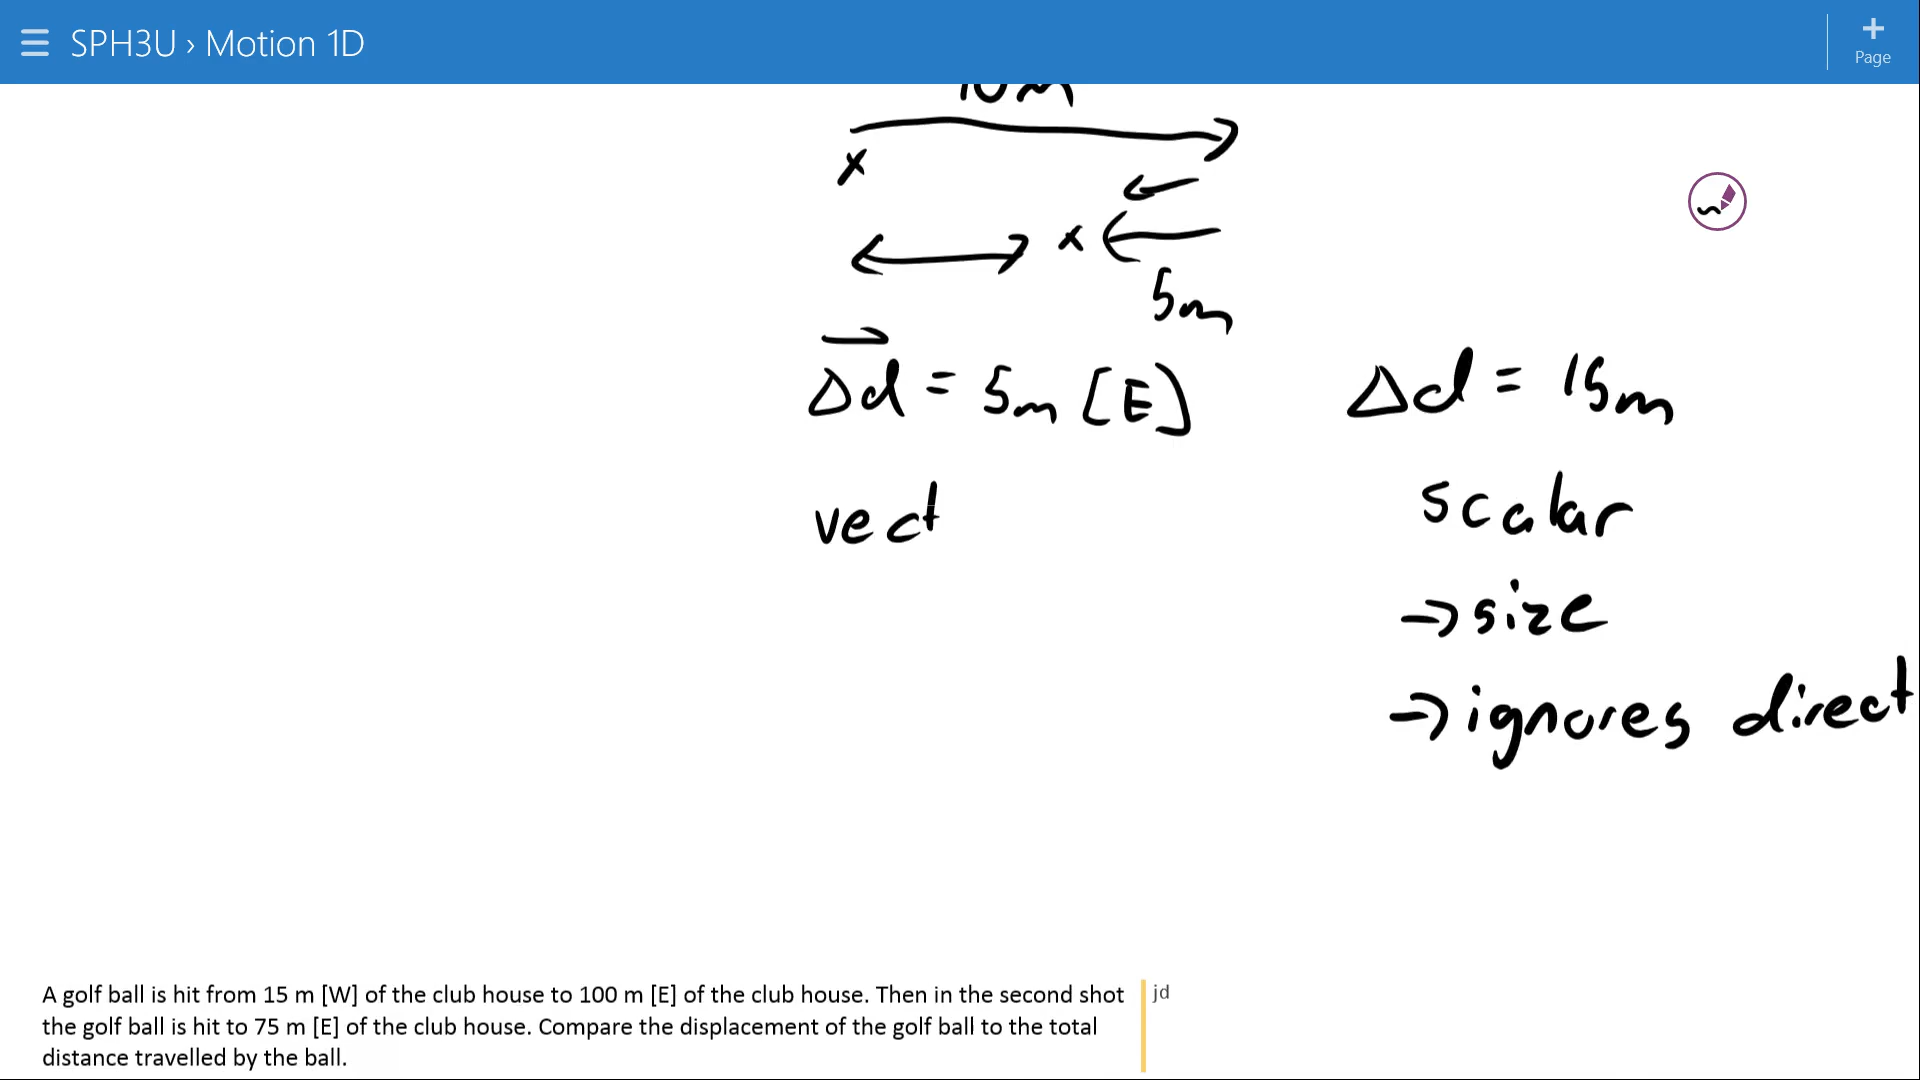 SPH3U › Motion 1D
Page
10m
x
x
5m
Δd = 5m [E]
Δd = 15m
vect
scalar
→ size
→ ignores direct
A golf ball is hit from 15 m [W] of the club house to 100 m [E] of the club house. Then in the second shot
the golf ball is hit to 75 m [E] of the club house. Compare the displacement of the golf ball to the total
distance travelled by the ball.
jd